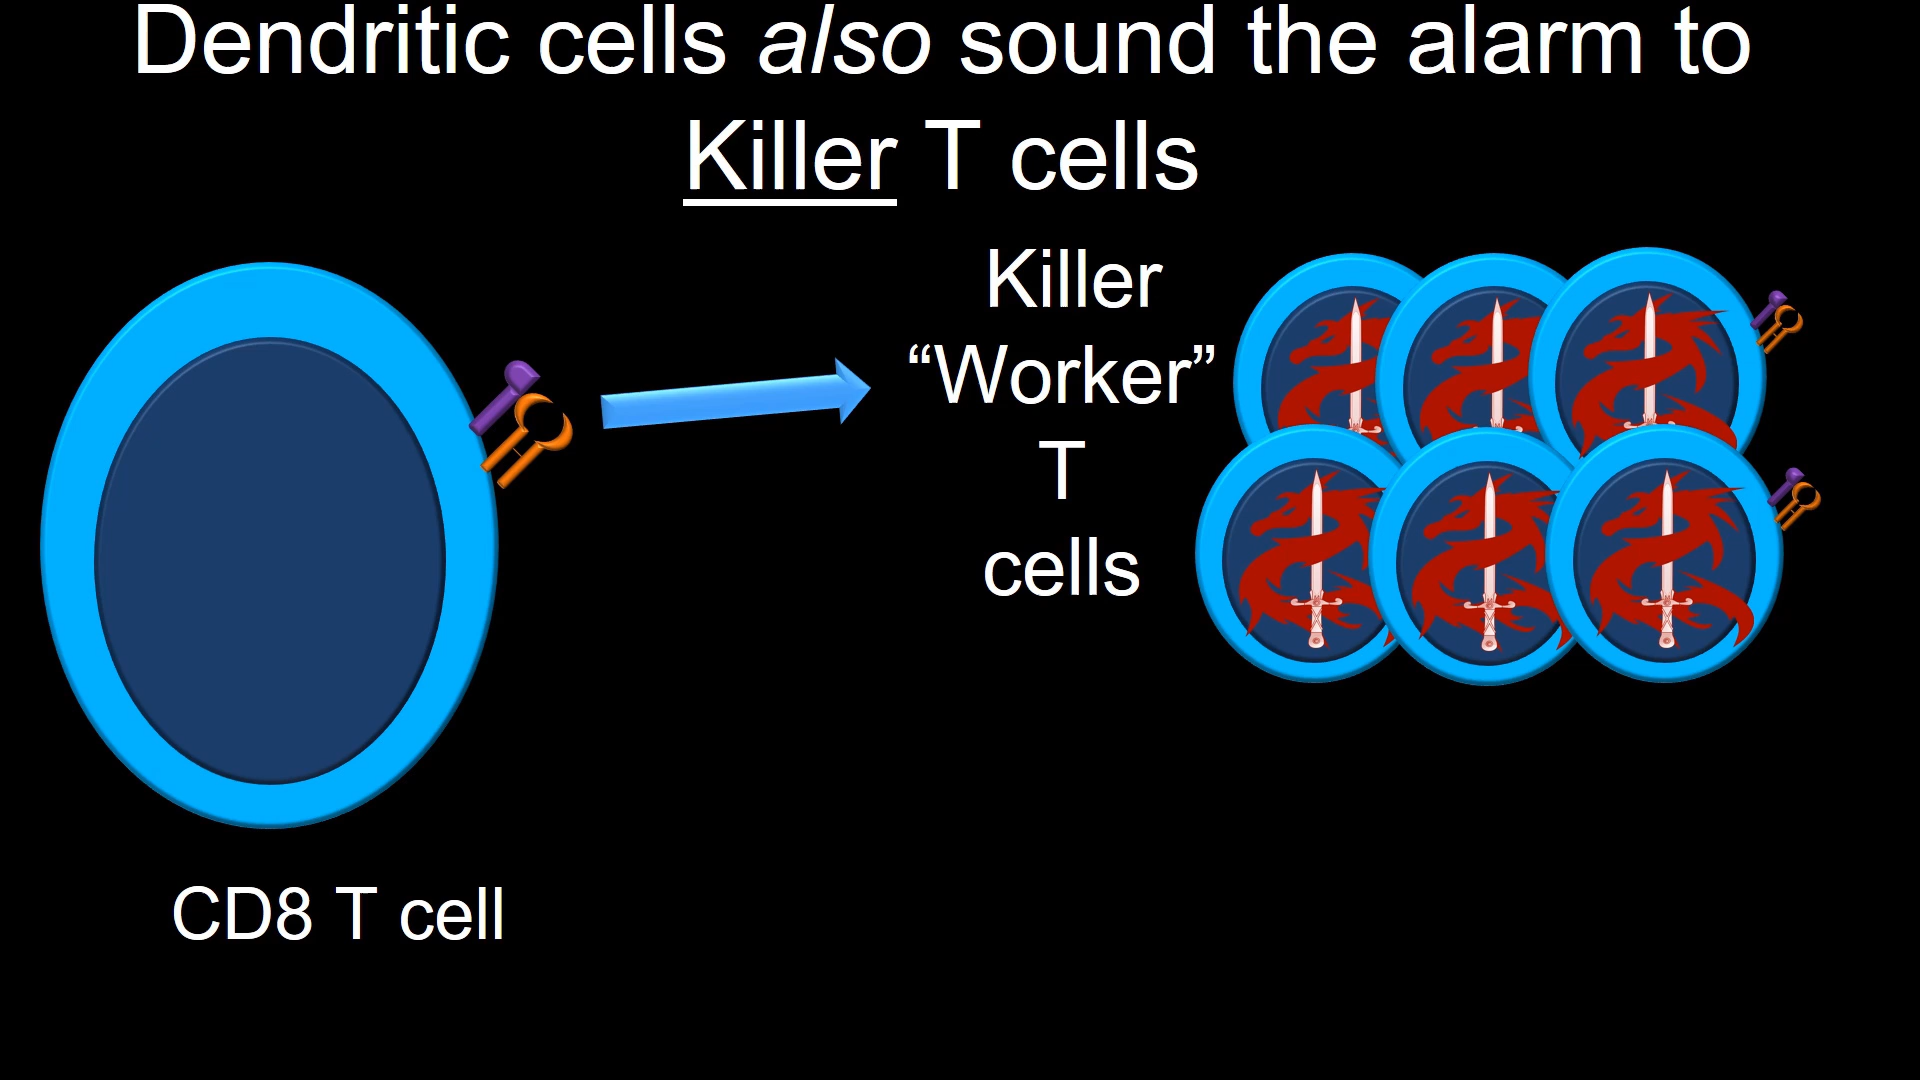 Dendritic cells also sound the alarm to
Killer T cells
Killer
“Worker”
T
cells
CD8 T cell